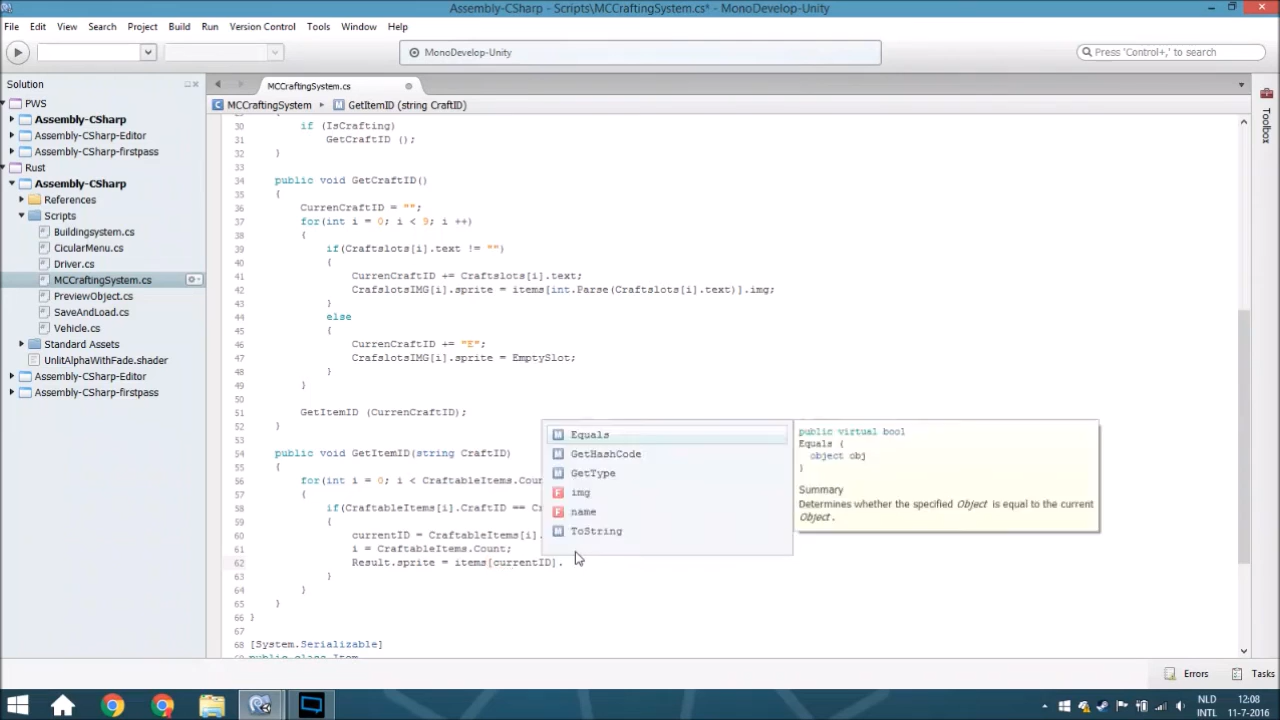 Assembly-CSharp - Scripts\MCCraftingSystem.cs* - MonoDevelop-Unity
File Edit View Search Project Build Run Version Control Tools Window Help
MonoDevelop-Unity
Press 'Control+,' to search
Solution
MCCraftingSystem.cs
PWS
MCCraftingSystem ▸ GetItemID (string CraftID)
Assembly-CSharp
Assembly-CSharp-Editor
Assembly-CSharp-firstpass
Rust
Assembly-CSharp
References
Scripts
Buildingsystem.cs
CicularMenu.cs
Driver.cs
MCCraftingSystem.cs
PreviewObject.cs
SaveAndLoad.cs
Vehicle.cs
Standard Assets
UnlitAlphaWithFade.shader
Assembly-CSharp-Editor
Assembly-CSharp-firstpass
30 if (IsCrafting)
31 GetCraftID ();
32 }
33
34 public void GetCraftID()
35 {
36 CurrenCraftID = "";
37 for(int i = 0; i < 9; i ++)
38 {
39 if(Craftslots[i].text != "")
40 {
41 CurrenCraftID += Craftslots[i].text;
42 CrafslotsIMG[i].sprite = items[int.Parse(Craftslots[i].text)].img;
43 }
44 else
45 {
46 CurrenCraftID += "E";
47 CrafslotsIMG[i].sprite = EmptySlot;
48 }
49 }
50
51 GetItemID (CurrenCraftID);
52 }
53
54 public void GetItemID(string CraftID)
55 {
56 for(int i = 0; i < CraftableItems.Coun
57 {
58 if(CraftableItems[i].CraftID == C
59 {
60 currentID = CraftableItems[i].
61 i = CraftableItems.Count;
62 Result.sprite = items[currentID].
63 }
64 }
65 }
66 }
67
68 [System.Serializable]
public class Item
Equals
GetHashCode
GetType
img
name
ToString
public virtual bool
Equals (
object obj
)
Summary
Determines whether the specified Object is equal to the current
Object.
Toolbox
Errors
Tasks
NLD
INTL
12:08
11-7-2016